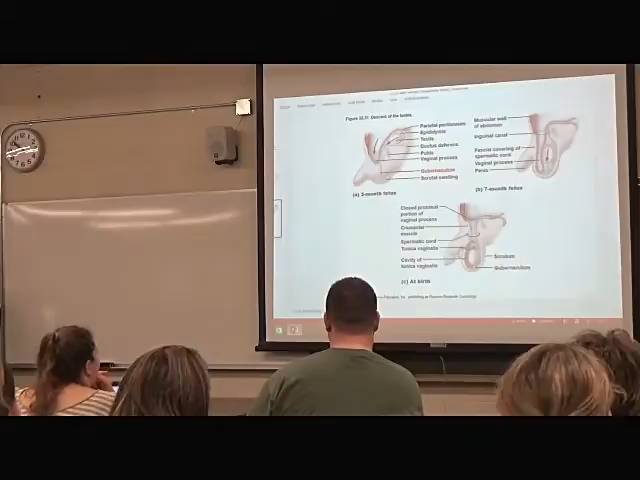 Figure 28.31 Descent of the testes.
Parietal peritoneum
Epididymis
Testis
Ductus deferens
Pubis
Vaginal process
Gubernaculum
Scrotal swelling
(a) 3-month fetus
Muscular wall
of abdomen
Inguinal canal
Fascial covering of
spermatic cord
Vaginal process
Penis
(b) 7-month fetus
Closed proximal
portion of
vaginal process
Cremaster
muscle
Spermatic cord
Tunica vaginalis
Cavity of
tunica vaginalis
Scrotum
Gubernaculum
(c) At birth